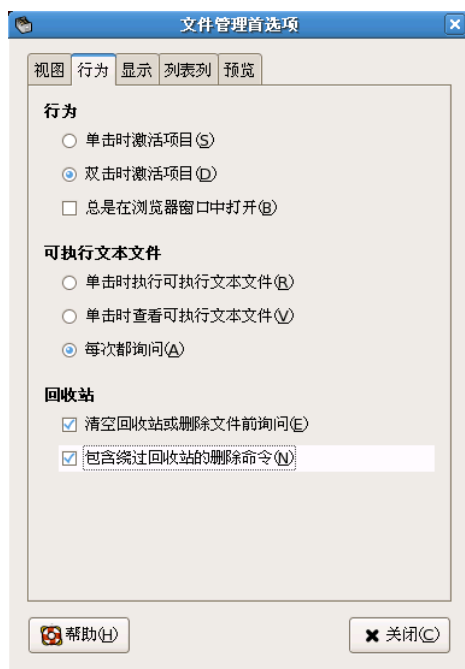 文件管理首选项
视图 行为 显示 列表列 预览
行为
单击时激活项目(S)
双击时激活项目(D)
总是在浏览器窗口中打开(B)
可执行文本文件
单击时执行可执行文本文件(R)
单击时查看可执行文本文件(V)
每次都询问(A)
回收站
清空回收站或删除文件前询问(E)
包含绕过回收站的删除命令(N)
帮助(H) 关闭(C)